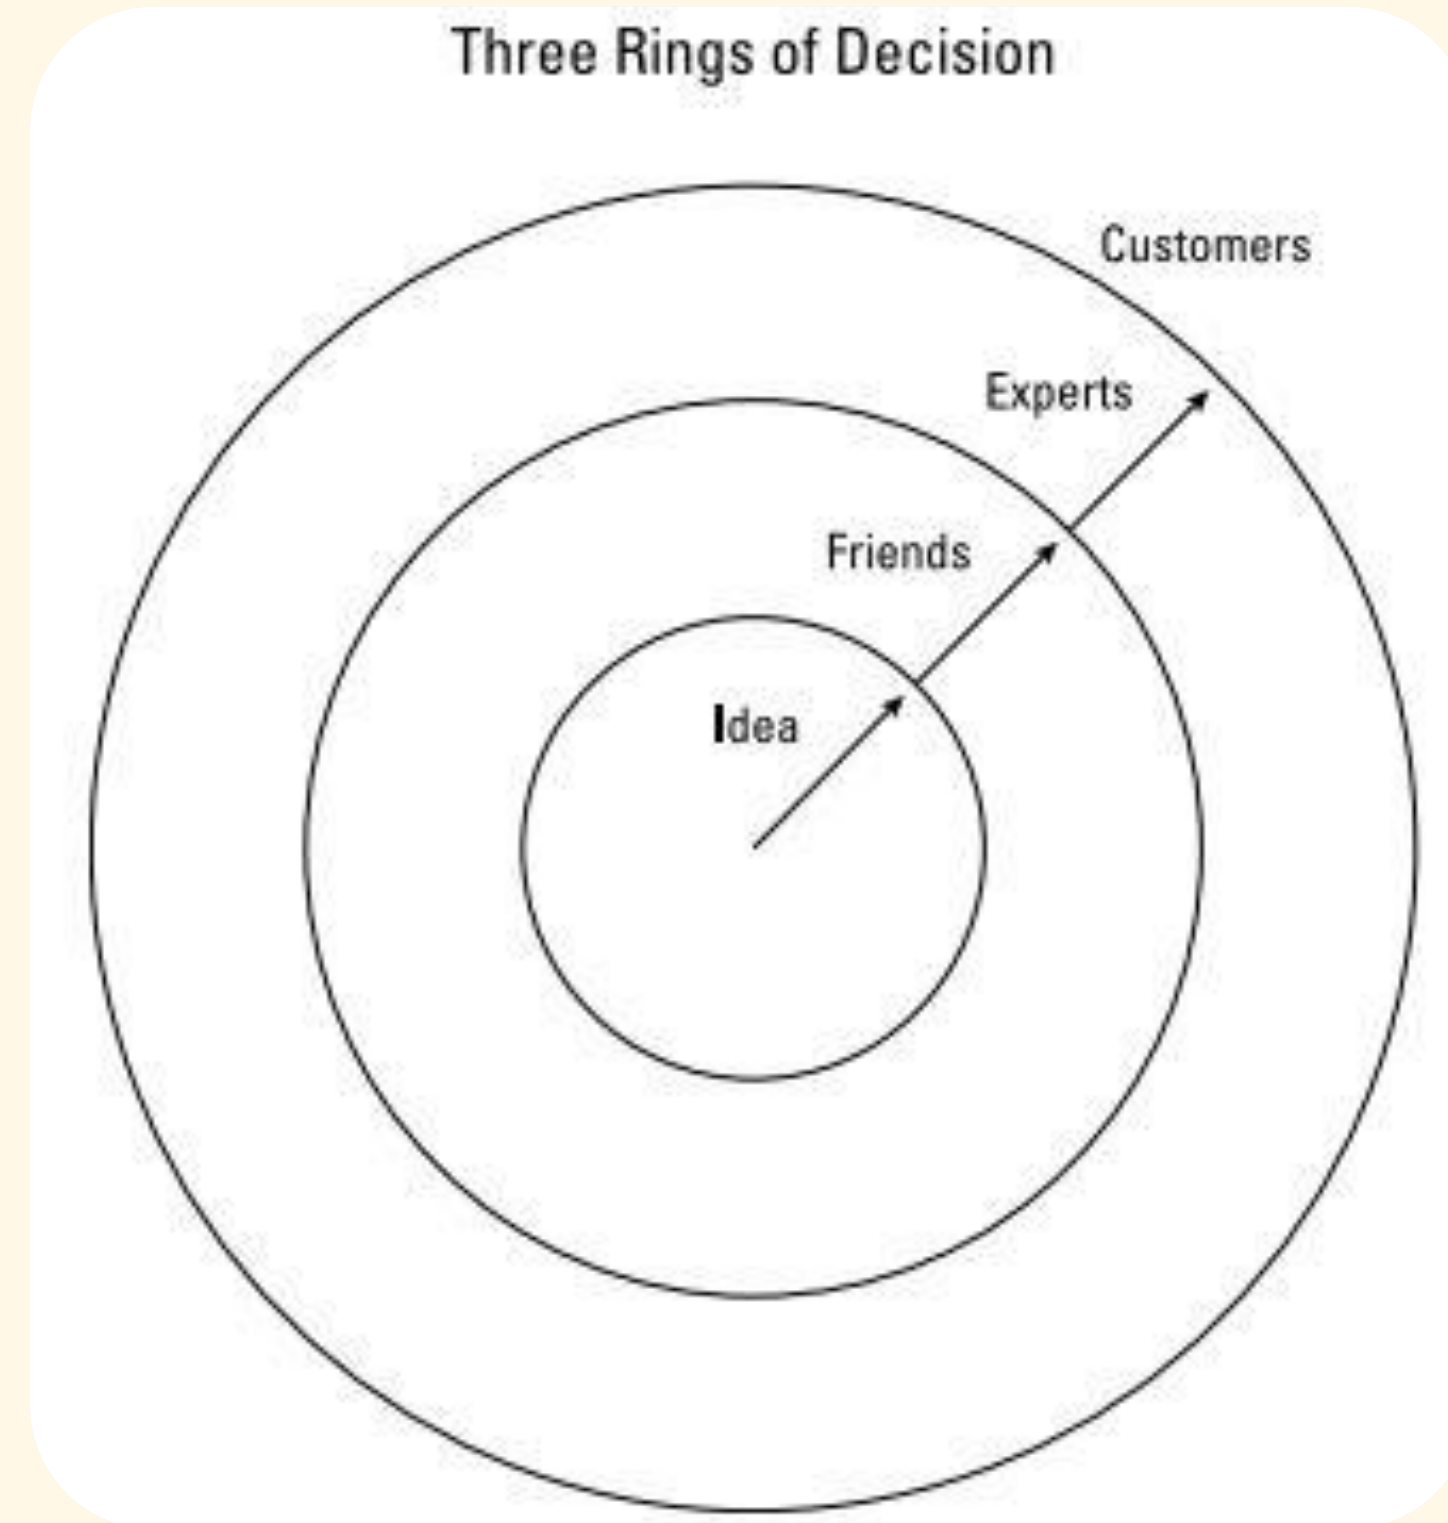 Three Rings of Decision
Customers
Experts
Friends
Idea